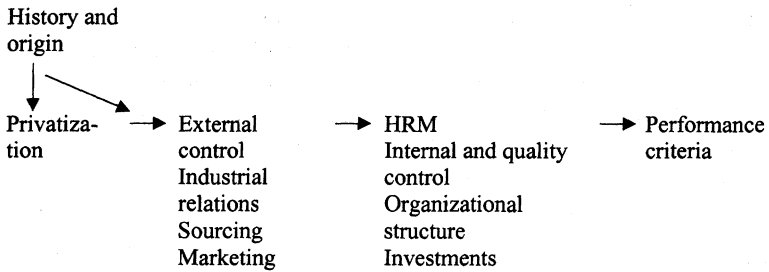 History and
origin
Privatiza-
tion
External
control
Industrial
relations
Sourcing
Marketing
HRM
Internal and quality
control
Organizational
structure
Investments
Performance
criteria